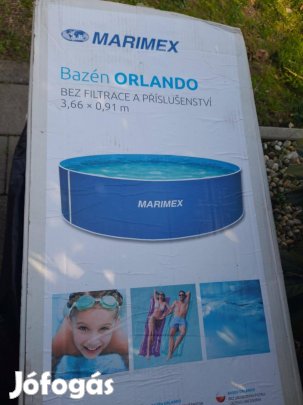 MARIMEX
Bazén ORLANDO
BEZ FILTRACE A PŘÍSLUŠENSTVÍ
3,66 x 0,91 m
MARIMEX
Jófogás